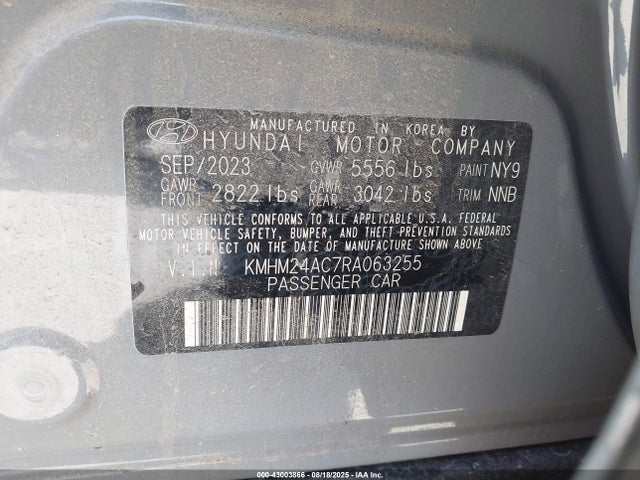 MANUFACTURED IN KOREA BY
HYUNDAI MOTOR COMPANY
SEP/2023 GVWR 5556 lbs PAINT NY9
GAWR FRONT 2822 lbs GAWR REAR 3042 lbs TRIM NNB
THIS VEHICLE CONFORMS TO ALL APPLICABLE U.S.A. FEDERAL
MOTOR VEHICLE SAFETY, BUMPER, AND THEFT PREVENTION STANDARDS
IN EFFECT ON THE DATE OF MANUFACTURE SHOWN ABOVE
V.I.N KMHM24AC7RA063255
PASSENGER CAR
000-43003866 - 08/18/2025 - IAA Inc.